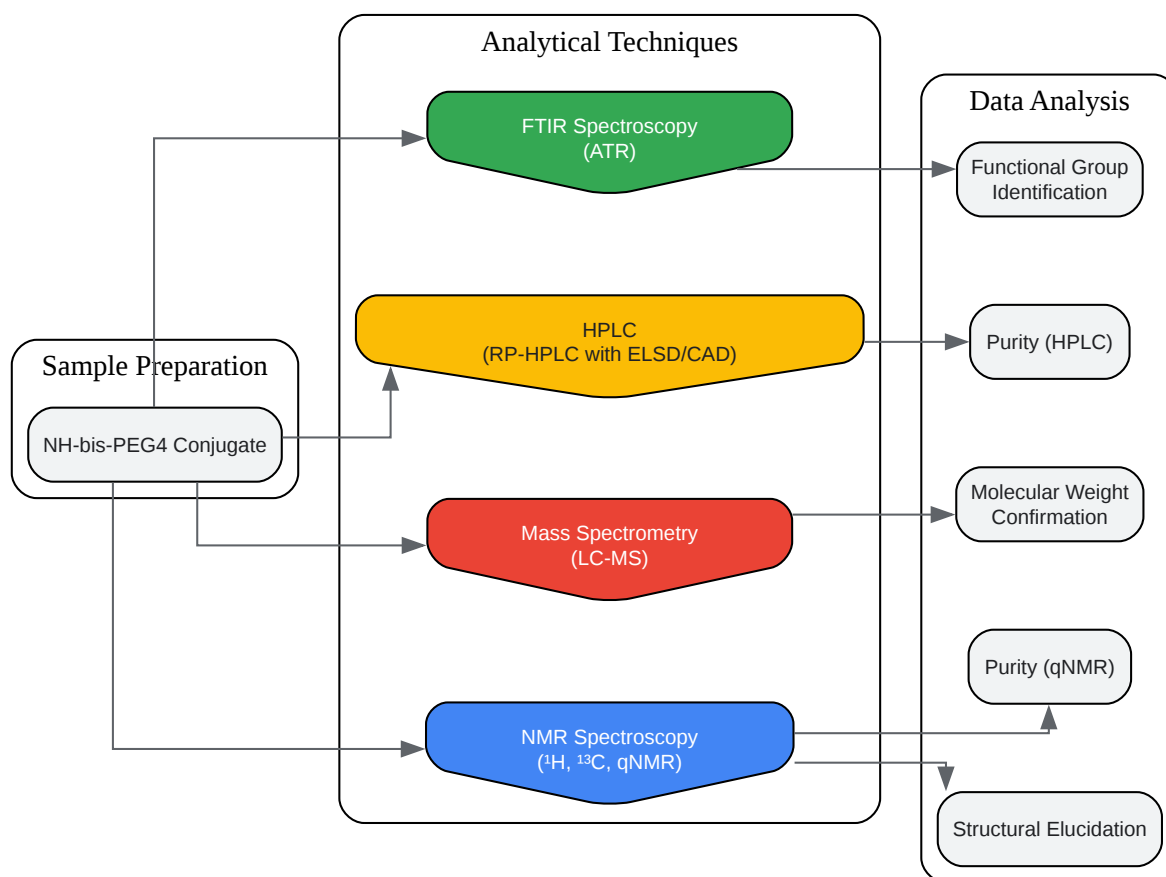 Sample Preparation
NH-bis-PEG4 Conjugate
Analytical Techniques
FTIR Spectroscopy
(ATR)
HPLC
(RP-HPLC with ELSD/CAD)
Mass Spectrometry
(LC-MS)
NMR Spectroscopy
(¹H, ¹³C, qNMR)
Data Analysis
Functional Group
Identification
Purity (HPLC)
Molecular Weight
Confirmation
Purity (qNMR)
Structural Elucidation